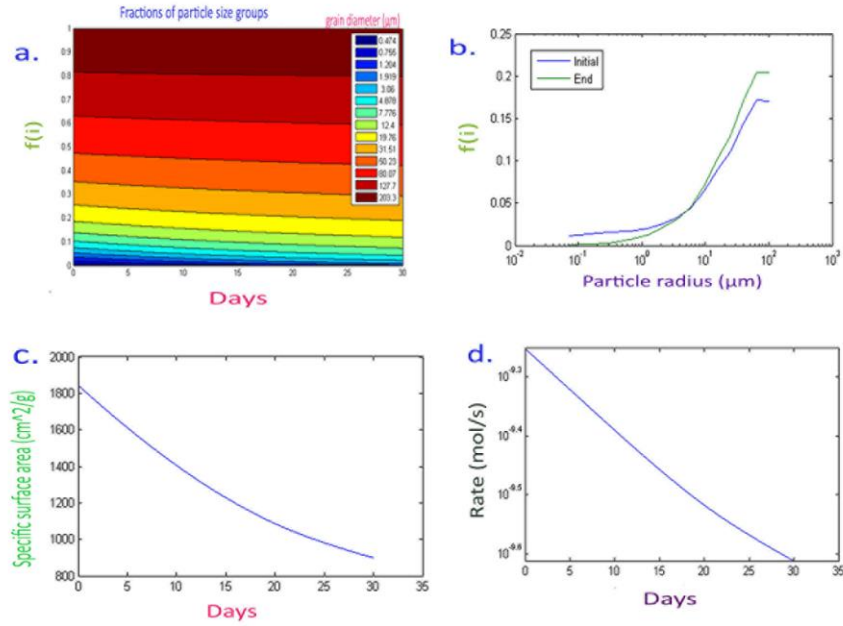 a.
Fractions of particle size groups
grain diameter (µm)
f(i)
1
0.9
0.8
0.7
0.6
0.5
0.4
0.3
0.2
0.1
0
0.474
0.755
1.204
1.919
3.06
4.878
7.776
12.4
19.76
31.51
50.23
80.07
127.7
203.3
0 5 10 15 20 25 30
Days
b.
Initial
End
f(i)
0.25
0.2
0.15
0.1
0.05
0
10^-2 10^-1 10^0 10^1 10^2 10^3
Particle radius (µm)
c.
Specific surface area (cm^2/g)
2000
1800
1600
1400
1200
1000
800
0 5 10 15 20 25 30 35
Days
d.
Rate (mol/s)
10^-9.3
10^-9.4
10^-9.5
10^-9.6
0 5 10 15 20 25 30 35
Days